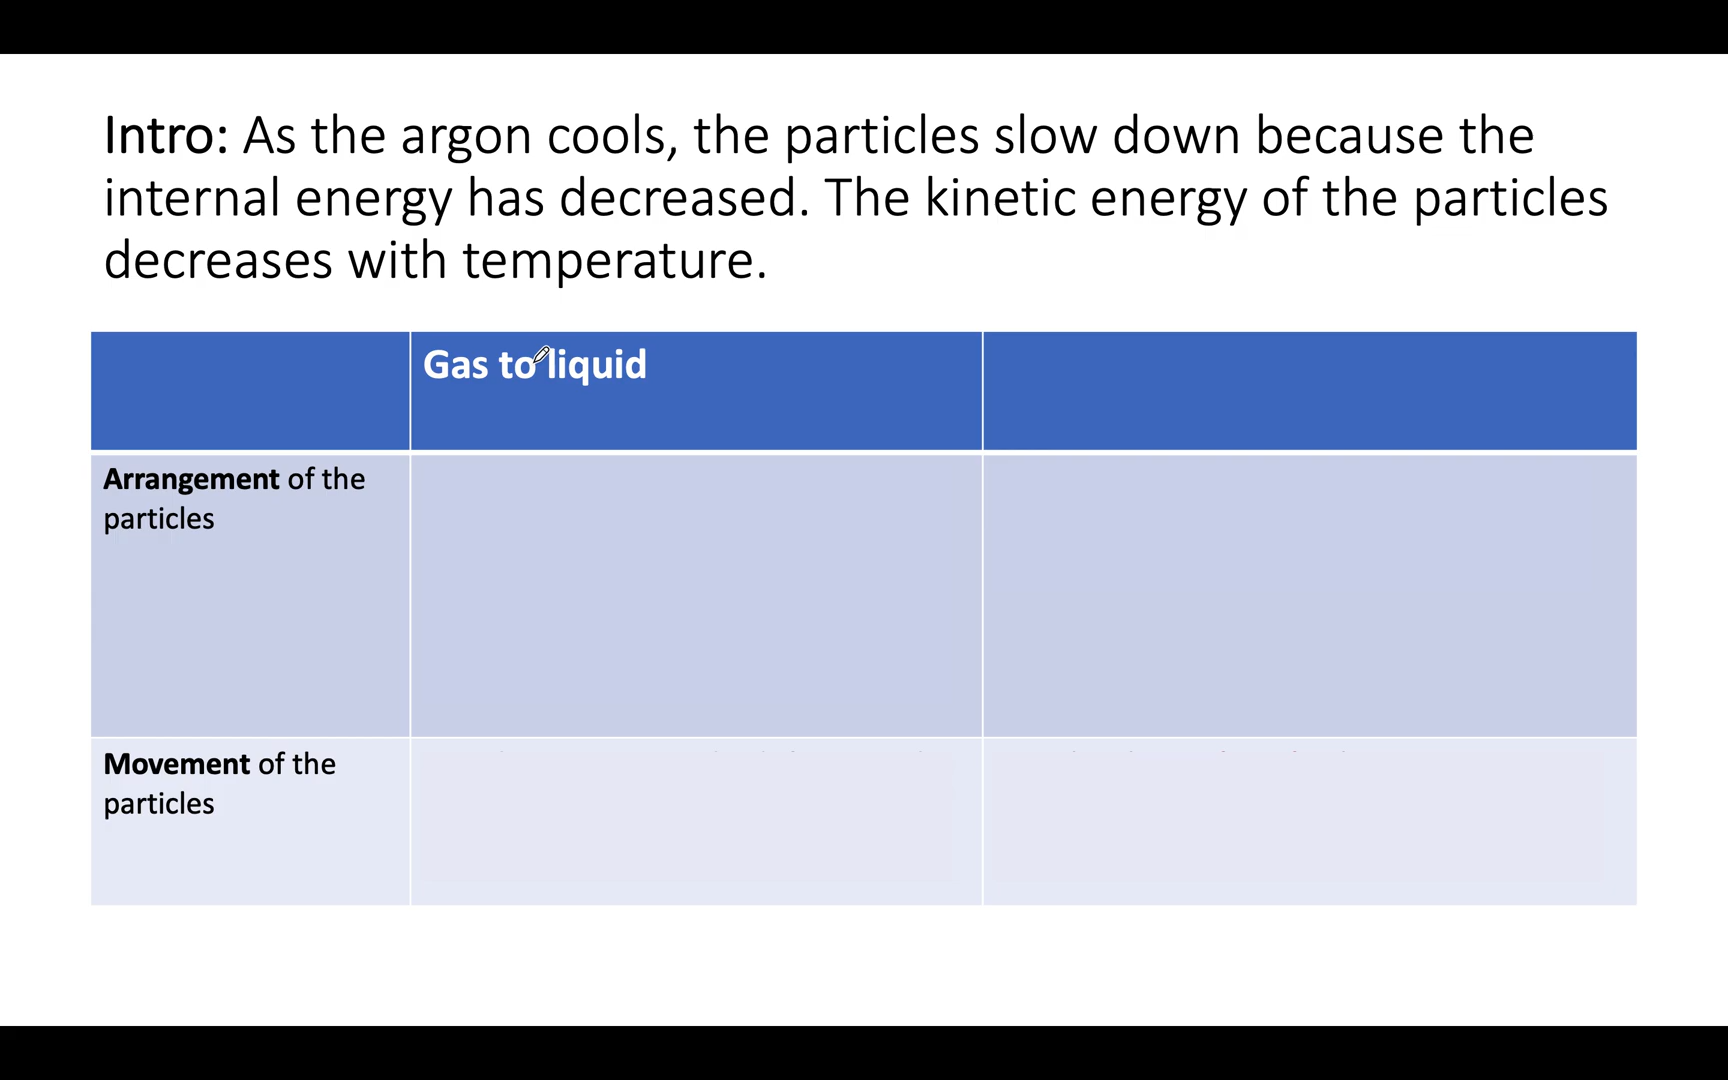 Intro: As the argon cools, the particles slow down because the
internal energy has decreased. The kinetic energy of the particles
decreases with temperature.
Gas to liquid
Arrangement of the
particles
Movement of the
particles